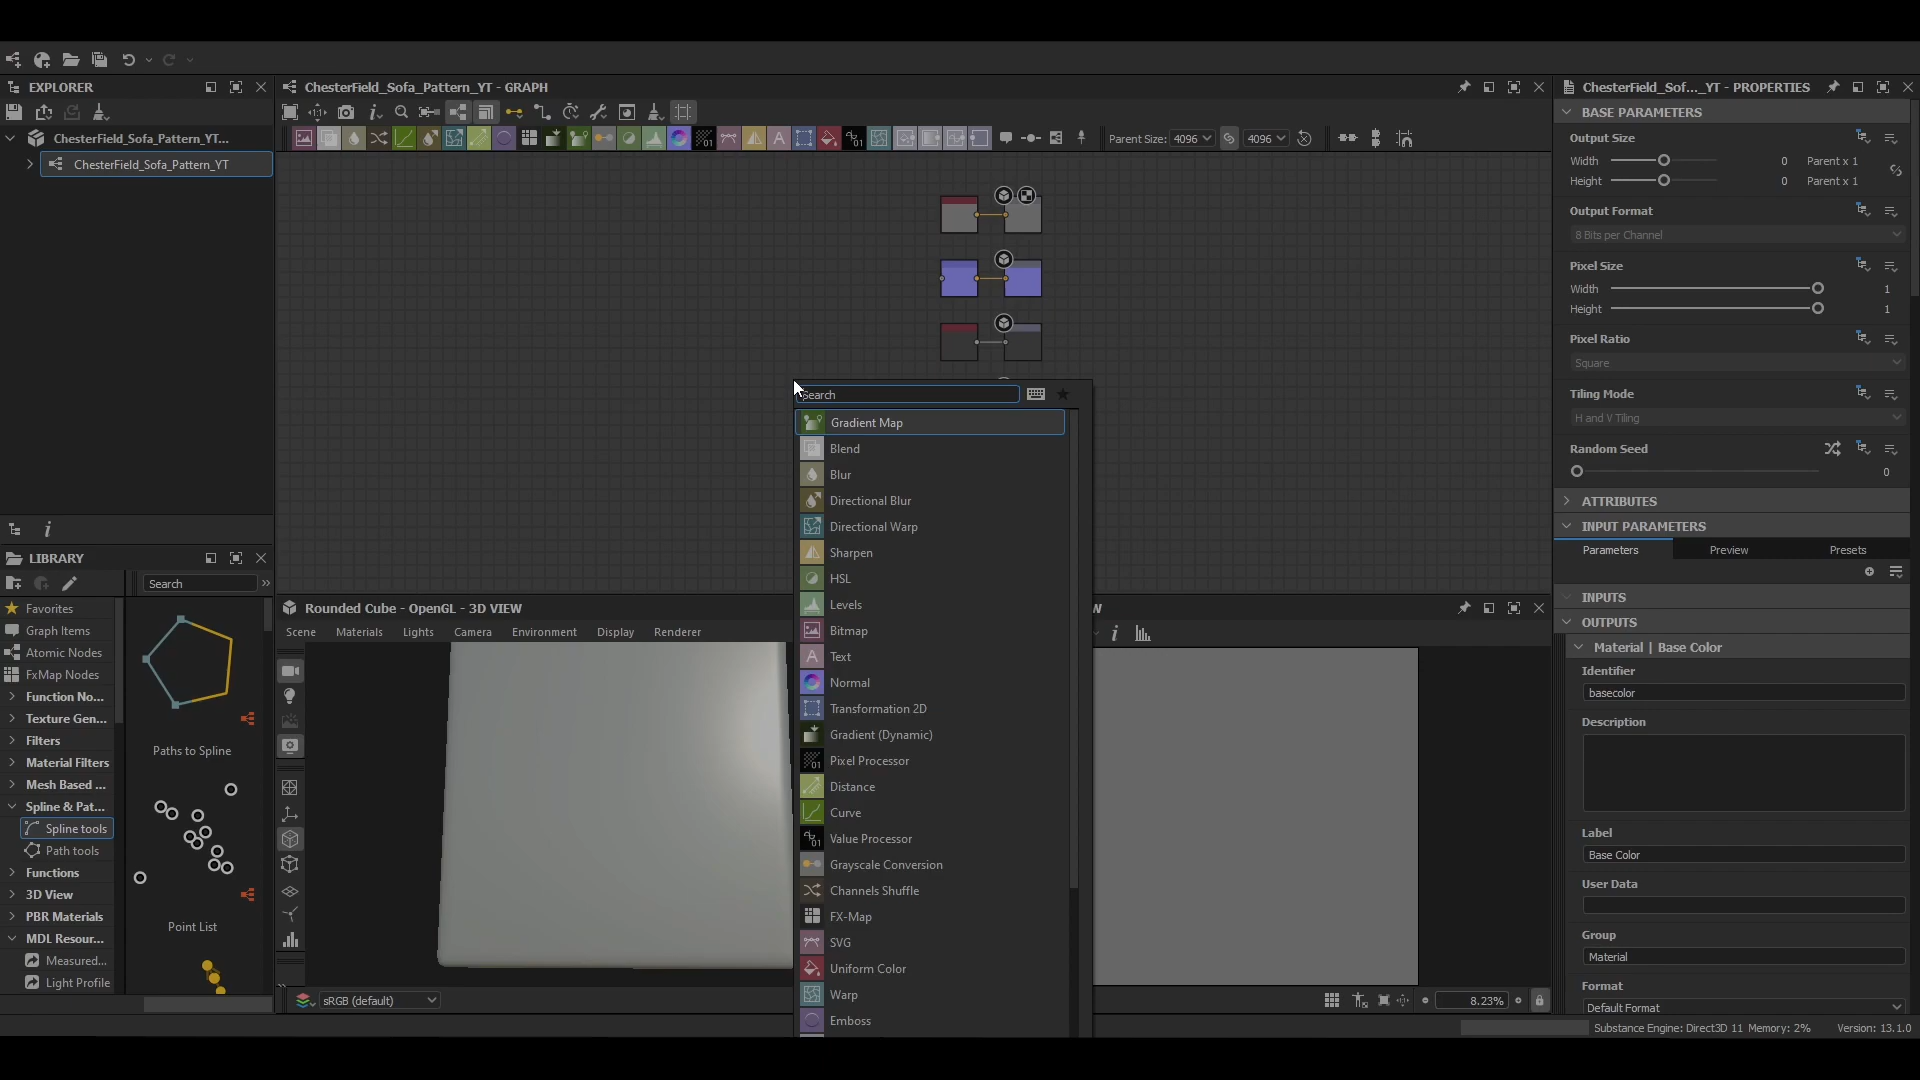 EXPLORER
ChesterField_Sofa_Pattern_YT...
ChesterField_Sofa_Pattern_YT
LIBRARY
Search
Favorites
Graph Items
Atomic Nodes
FxMap Nodes
Function No...
Texture Gen...
Filters
Material Filters
Mesh Based ...
Spline & Pat...
Spline tools
Path tools
Functions
3D View
PBR Materials
MDL Resour...
Measured...
Light Profile
Paths to Spline
Point List
ChesterField_Sofa_Pattern_YT - GRAPH
Parent Size: 4096 4096
Search
Gradient Map
Blend
Blur
Directional Blur
Directional Warp
Sharpen
HSL
Levels
Bitmap
Text
Normal
Transformation 2D
Gradient (Dynamic)
Pixel Processor
Distance
Curve
Value Processor
Grayscale Conversion
Channels Shuffle
FX-Map
SVG
Uniform Color
Warp
Emboss
Rounded Cube - OpenGL - 3D VIEW
Scene Materials Lights Camera Environment Display Renderer
sRGB (default)
W
8.23%
ChesterField_Sof..._YT - PROPERTIES
BASE PARAMETERS
Output Size
Width 0 Parent x 1
Height 0 Parent x 1
Output Format
8 Bits per Channel
Pixel Size
Width 1
Height 1
Pixel Ratio
Square
Tiling Mode
H and V Tiling
Random Seed
0
ATTRIBUTES
INPUT PARAMETERS
Parameters Preview Presets
INPUTS
OUTPUTS
Material | Base Color
Identifier
basecolor
Description
Label
Base Color
User Data
Group
Material
Format
Default Format
Substance Engine: Direct3D 11 Memory: 2% Version: 13.1.0